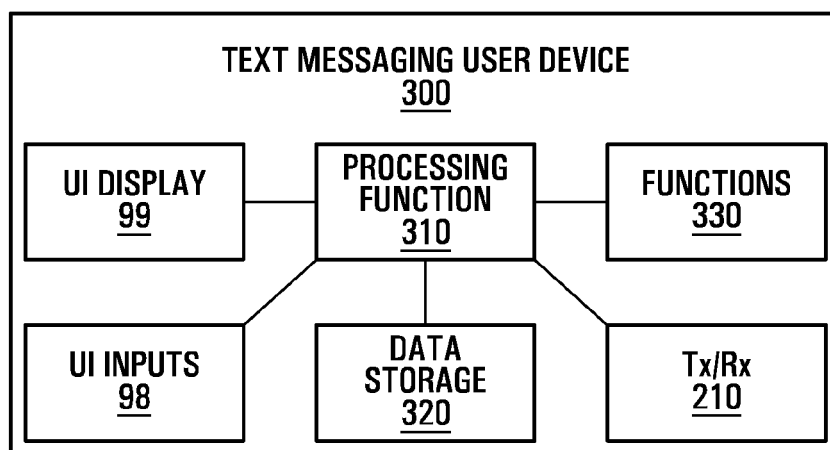 TEXT MESSAGING USER DEVICE
300
UI DISPLAY
99
PROCESSING
FUNCTION
310
FUNCTIONS
330
UI INPUTS
98
DATA
STORAGE
320
Tx/Rx
210